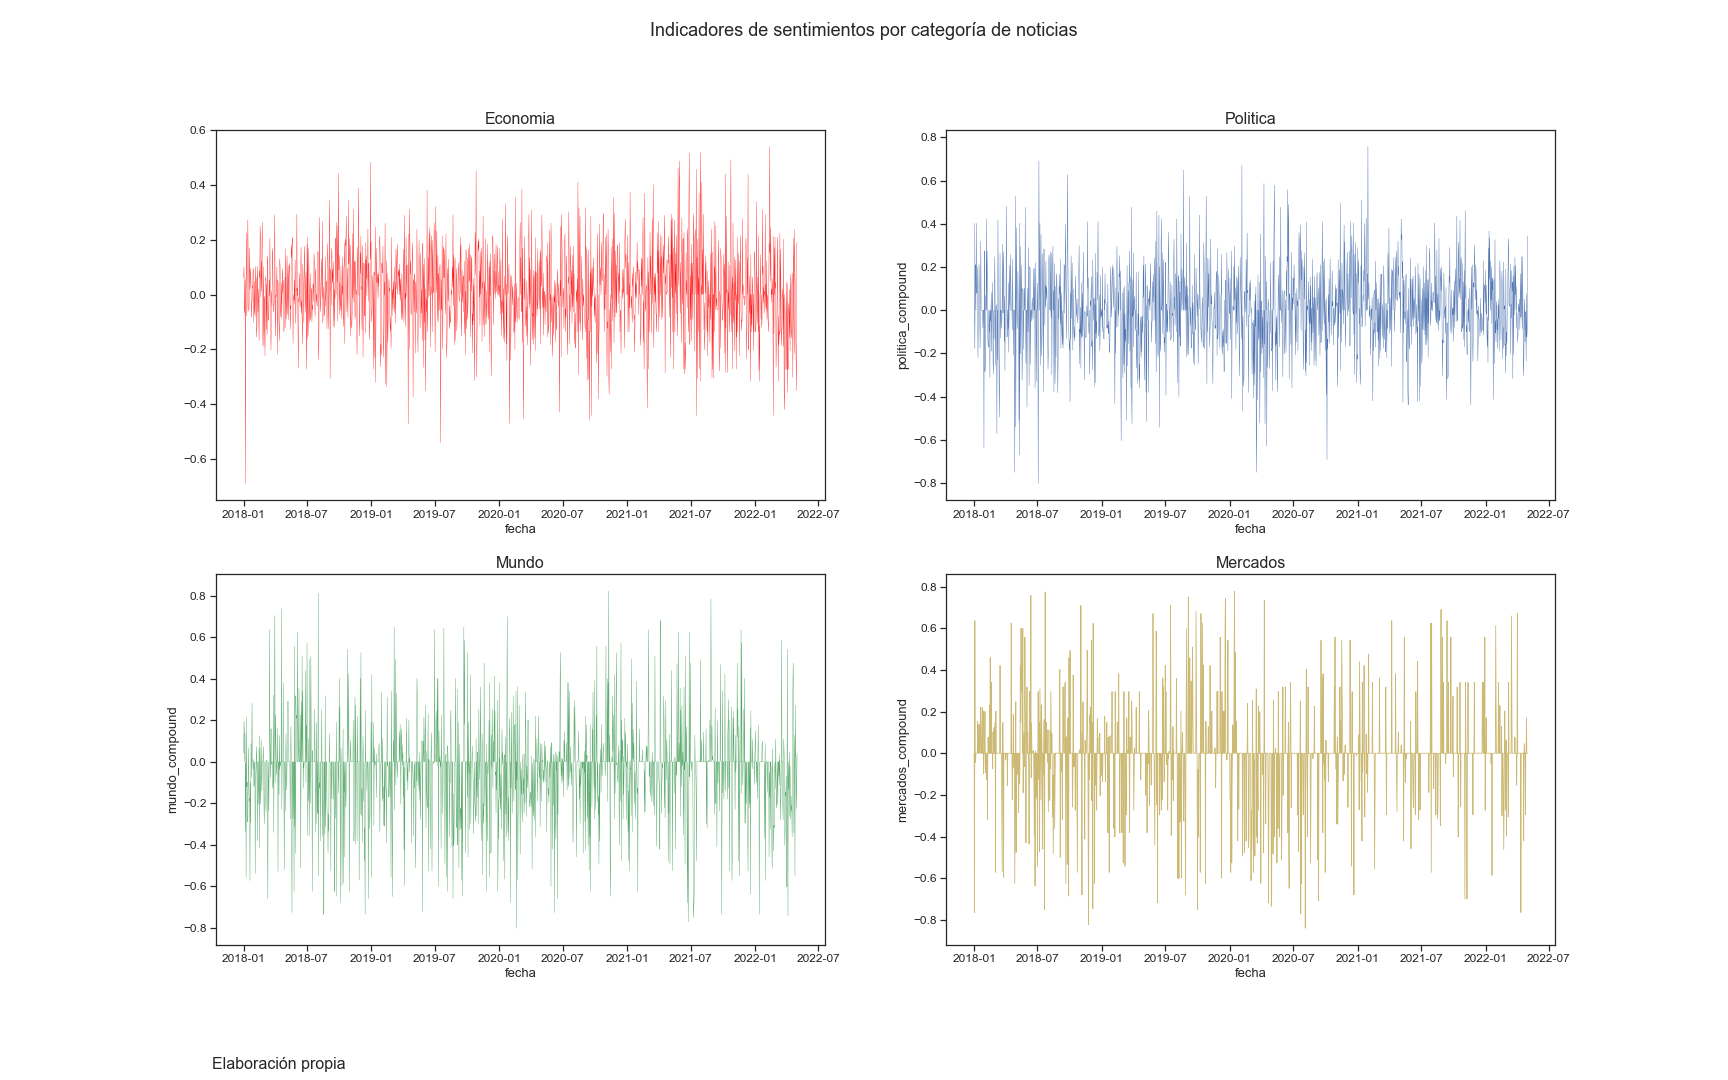 Indicadores de sentimientos por categoría de noticias
Economia
0.6
0.4
0.2
0.0
−0.2
−0.4
−0.6
2018-01 2018-07 2019-01 2019-07 2020-01 2020-07 2021-01 2021-07 2022-01 2022-07
fecha
Politica
politica_compound
0.8
0.6
0.4
0.2
0.0
−0.2
−0.4
−0.6
−0.8
2018-01 2018-07 2019-01 2019-07 2020-01 2020-07 2021-01 2021-07 2022-01 2022-07
fecha
Mundo
mundo_compound
0.8
0.6
0.4
0.2
0.0
−0.2
−0.4
−0.6
−0.8
2018-01 2018-07 2019-01 2019-07 2020-01 2020-07 2021-01 2021-07 2022-01 2022-07
fecha
Mercados
mercados_compound
0.8
0.6
0.4
0.2
0.0
−0.2
−0.4
−0.6
−0.8
2018-01 2018-07 2019-01 2019-07 2020-01 2020-07 2021-01 2021-07 2022-01 2022-07
fecha
Elaboración propia